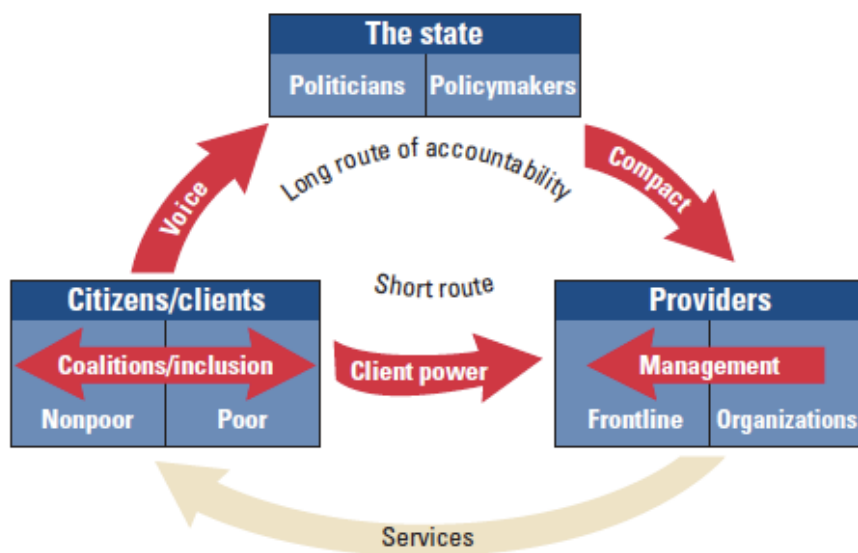 The state
Politicians
Policymakers
Long route of accountability
Voice
Compact
Short route
Citizens/clients
Coalitions/inclusion
Nonpoor
Poor
Client power
Providers
Management
Frontline
Organizations
Services